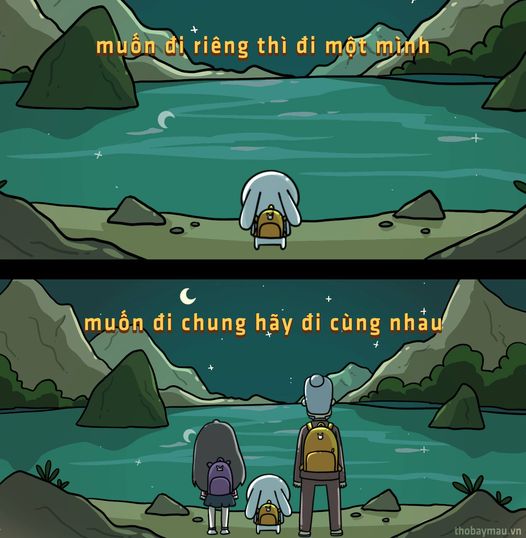 muốn đi riêng thì đi một mình
muốn đi chung hãy đi cùng nhau
thobaymau.vn